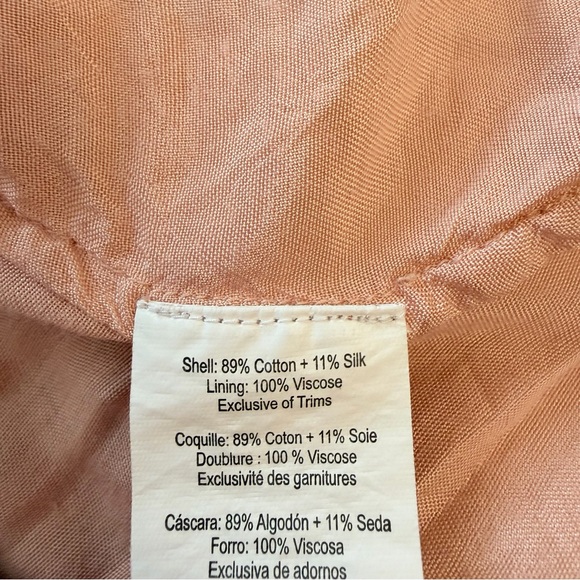 Shell: 89% Cotton + 11% Silk
Lining: 100% Viscose
Exclusive of Trims
Coquille: 89% Coton + 11% Soie
Doublure : 100 % Viscose
Exclusivité des garnitures
Cáscara: 89% Algodón + 11% Seda
Forro: 100% Viscosa
Exclusiva de adornos